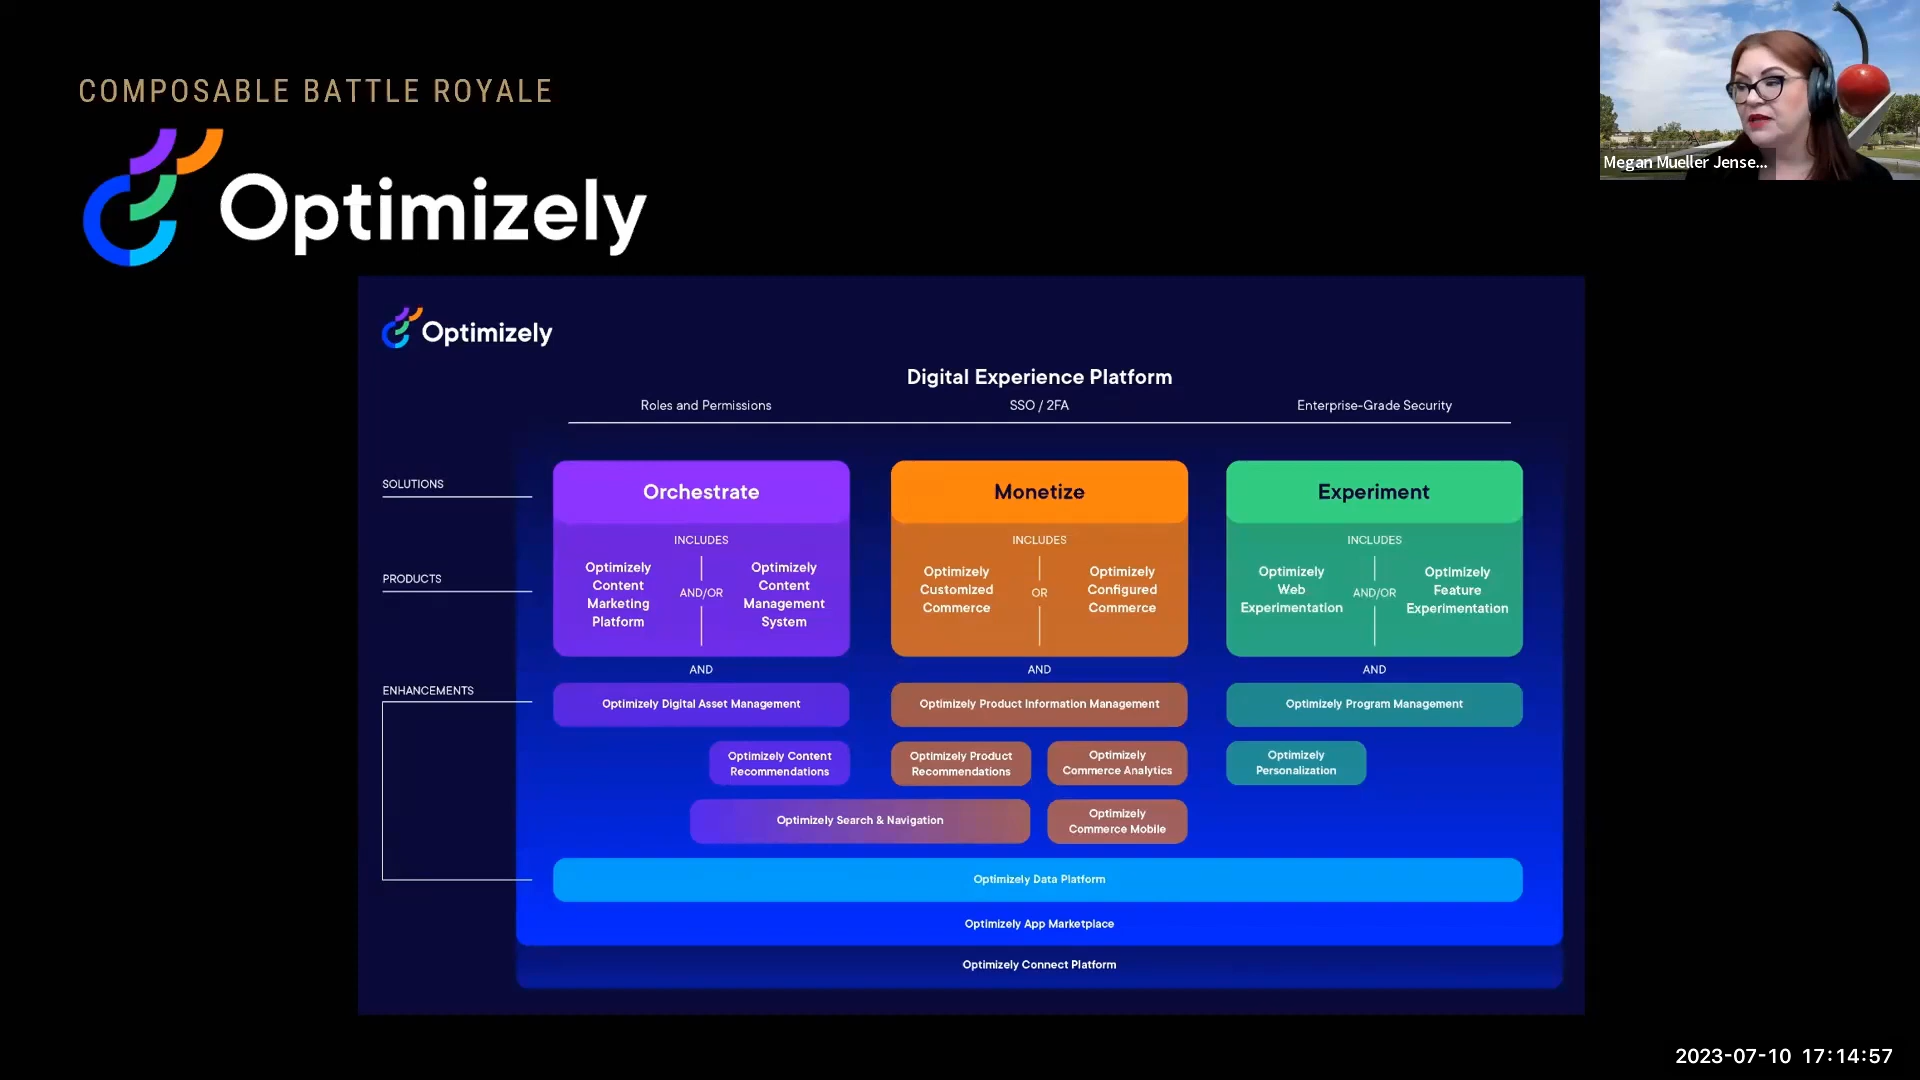 COMPOSABLE BATTLE ROYALE
Optimizely
Megan Mueller Jense...
Optimizely
Digital Experience Platform
Roles and Permissions
SSO / 2FA
Enterprise-Grade Security
SOLUTIONS
PRODUCTS
ENHANCEMENTS
Orchestrate
INCLUDES
Optimizely
Content
Marketing
Platform
AND/OR
Optimizely
Content
Management
System
AND
Optimizely Digital Asset Management
Optimizely Content
Recommendations
Monetize
INCLUDES
Optimizely
Customized
Commerce
OR
Optimizely
Configured
Commerce
AND
Optimizely Product Information Management
Optimizely Product
Recommendations
Optimizely
Commerce Analytics
Optimizely Search & Navigation
Optimizely
Commerce Mobile
Experiment
INCLUDES
Optimizely
Web
Experimentation
AND/OR
Optimizely
Feature
Experimentation
AND
Optimizely Program Management
Optimizely
Personalization
Optimizely Data Platform
Optimizely App Marketplace
Optimizely Connect Platform
2023-07-10 17:14:57